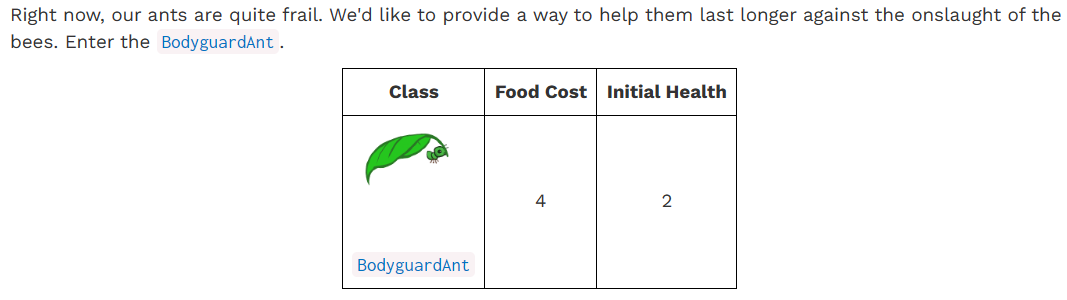 Right now, our ants are quite frail. We'd like to provide a way to help them last longer against the onslaught of the
bees. Enter the BodyguardAnt .
Class Food Cost Initial Health
4 2
BodyguardAnt